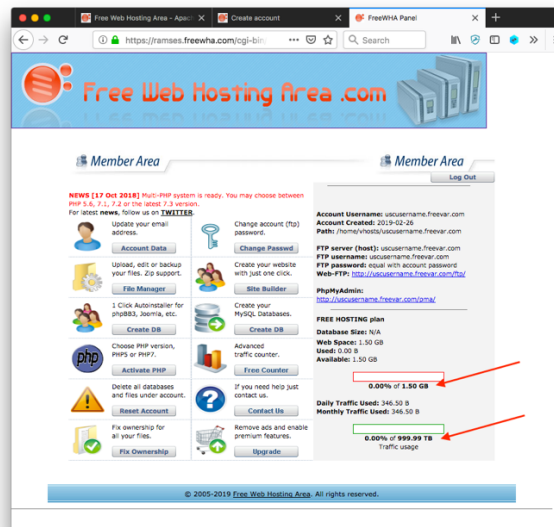 Free Web Hosting Area - Apach
Create account
FreeWHA Panel
https://ramses.freewha.com/cgi-bin
Search
Free Web Hosting Area .com
Member Area
Member Area
Log Out
NEWS [17 Oct 2018] Multi-PHP system is ready. You may choose between
PHP 5.6, 7.1, 7.2 or the latest 7.3 version.
For latest news, follow us on TWITTER.
Update your email
address.
Account Data
Change account (ftp)
password.
Change Passwd
Upload, edit or backup
your files. Zip support.
File Manager
Create your website
with just one click.
Site Builder
1 Click Autoinstaller for
phpBB3, Joomla, etc.
Create DB
Create your
MySQL Databases.
Create DB
php
Choose PHP version,
PHP5 or PHP7.
Activate PHP
Advanced
traffic counter.
Free Counter
Delete all databases
and files under account.
Reset Account
If you need help just
contact us.
Contact Us
Fix ownership for
all your files.
Fix Ownership
Remove ads and enable
premium features.
Upgrade
Account Username: uscusername.freevar.com
Account Created: 2019-02-26
Path: /home/vhosts/uscusername.freevar.com
FTP server (host): uscusername.freevar.com
FTP username: uscusername.freevar.com
FTP password: equal with account password
Web-FTP: http://uscusername.freevar.com/ftp/
PhpMyAdmin:
http://uscusername.freevar.com/pma/
FREE HOSTING plan
Database Size: N/A
Web Space: 1.50 GB
Used: 0.00 B
Available: 1.50 GB
0.00% of 1.50 GB
Daily Traffic Used: 346.50 B
Monthly Traffic Used: 346.50 B
0.00% of 999.99 TB
Traffic usage
© 2005-2019 Free Web Hosting Area. All rights reserved.